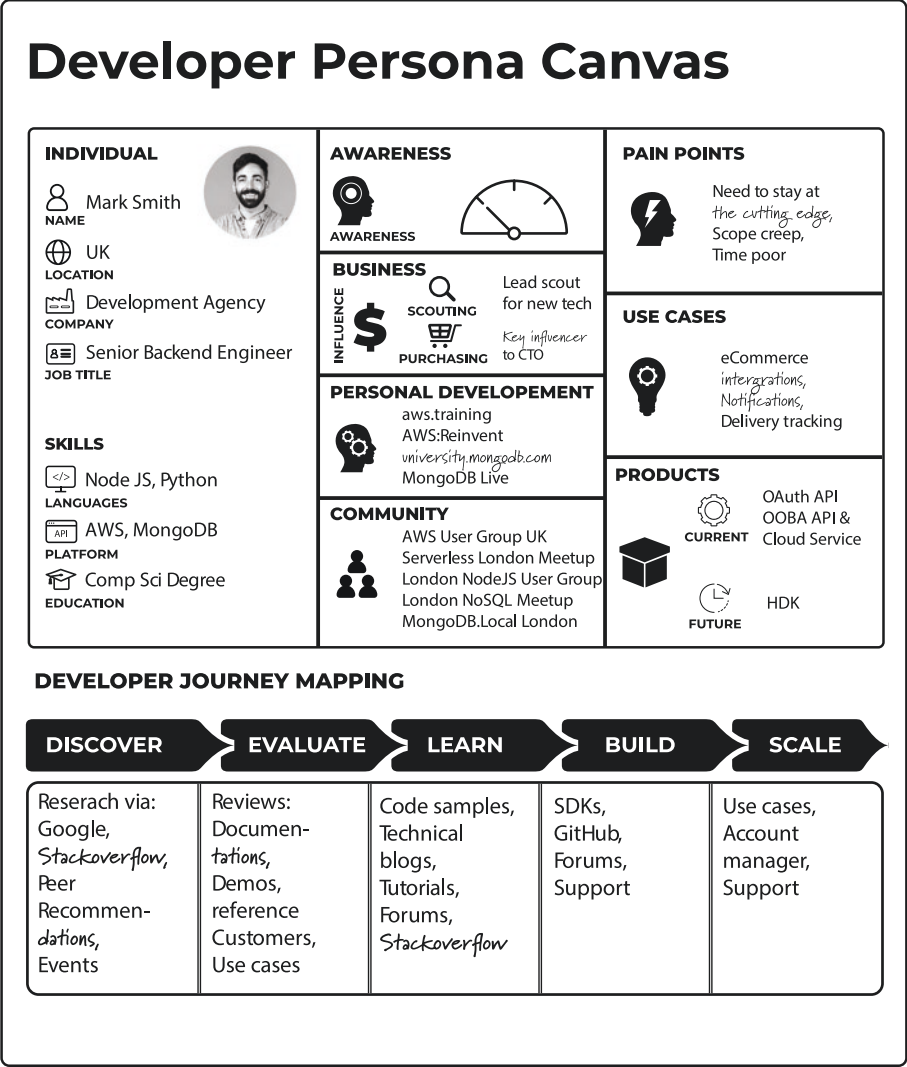 Developer Persona Canvas
INDIVIDUAL
Mark Smith
NAME
UK
LOCATION
Development Agency
COMPANY
Senior Backend Engineer
JOB TITLE
SKILLS
</>
Node JS, Python
LANGUAGES
API
AWS, MongoDB
PLATFORM
Comp Sci Degree
EDUCATION
AWARENESS
AWARENESS
BUSINESS
INFLUENCE
$
SCOUTING
Lead scout
for new tech
PURCHASING
Key influencer
to CTO
PERSONAL DEVELOPEMENT
aws.training
AWS:Reinvent
university.mongodb.com
MongoDB Live
COMMUNITY
AWS User Group UK
Serverless London Meetup
London NodeJS User Group
London NoSQL Meetup
MongoDB.Local London
PAIN POINTS
Need to stay at
the cutting edge,
Scope creep,
Time poor
USE CASES
eCommerce
intergrations,
Notifications,
Delivery tracking
PRODUCTS
CURRENT
OAuth API
OOBA API &
Cloud Service
FUTURE
HDK
DEVELOPER JOURNEY MAPPING
DISCOVER
EVALUATE
LEARN
BUILD
SCALE
Reserach via:
Google,
Stackoverflow,
Peer
Recommen-
dations,
Events
Reviews:
Documen-
tations,
Demos,
reference
Customers,
Use cases
Code samples,
Technical
blogs,
Tutorials,
Forums,
Stackoverflow
SDKs,
GitHub,
Forums,
Support
Use cases,
Account
manager,
Support